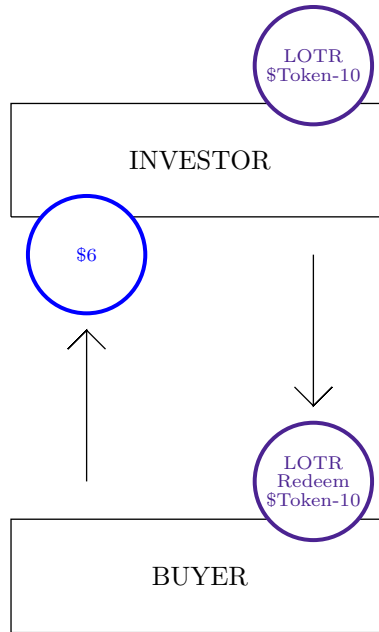 LOTR
$Token-10
INVESTOR
$6
LOTR
Redeem
$Token-10
BUYER